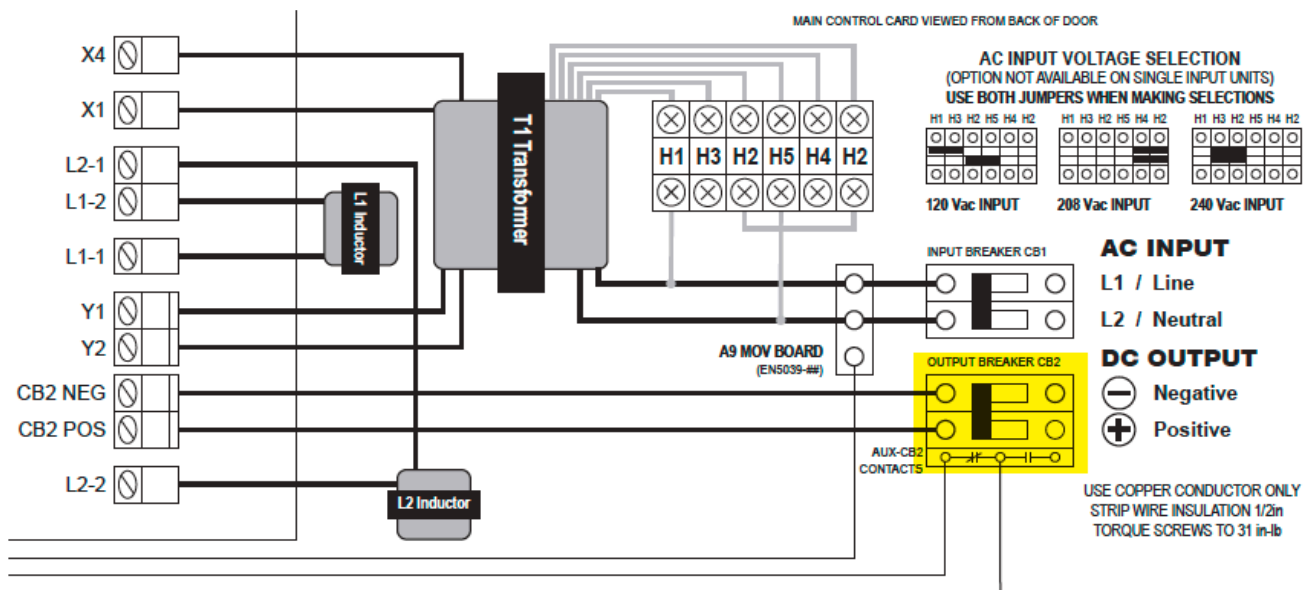 MAIN CONTROL CARD VIEWED FROM BACK OF DOOR
AC INPUT VOLTAGE SELECTION
(OPTION NOT AVAILABLE ON SINGLE INPUT UNITS)
USE BOTH JUMPERS WHEN MAKING SELECTIONS
H1 H3 H2 H5 H4 H2
H1 H3 H2 H5 H4 H2
H1 H3 H2 H5 H4 H2
120 Vac INPUT
208 Vac INPUT
240 Vac INPUT
X4
X1
L2-1
L1-2
L1-1
Y1
Y2
CB2 NEG
CB2 POS
L2-2
L1 Inductor
T1 Transformer
L2 Inductor
H1 H3 H2 H5 H4 H2
A9 MOV BOARD
(EN5039-##)
INPUT BREAKER CB1
AC INPUT
L1 / Line
L2 / Neutral
OUTPUT BREAKER CB2
DC OUTPUT
Negative
Positive
AUX-CB2
CONTACTS
USE COPPER CONDUCTOR ONLY
STRIP WIRE INSULATION 1/2in
TORQUE SCREWS TO 31 in-lb